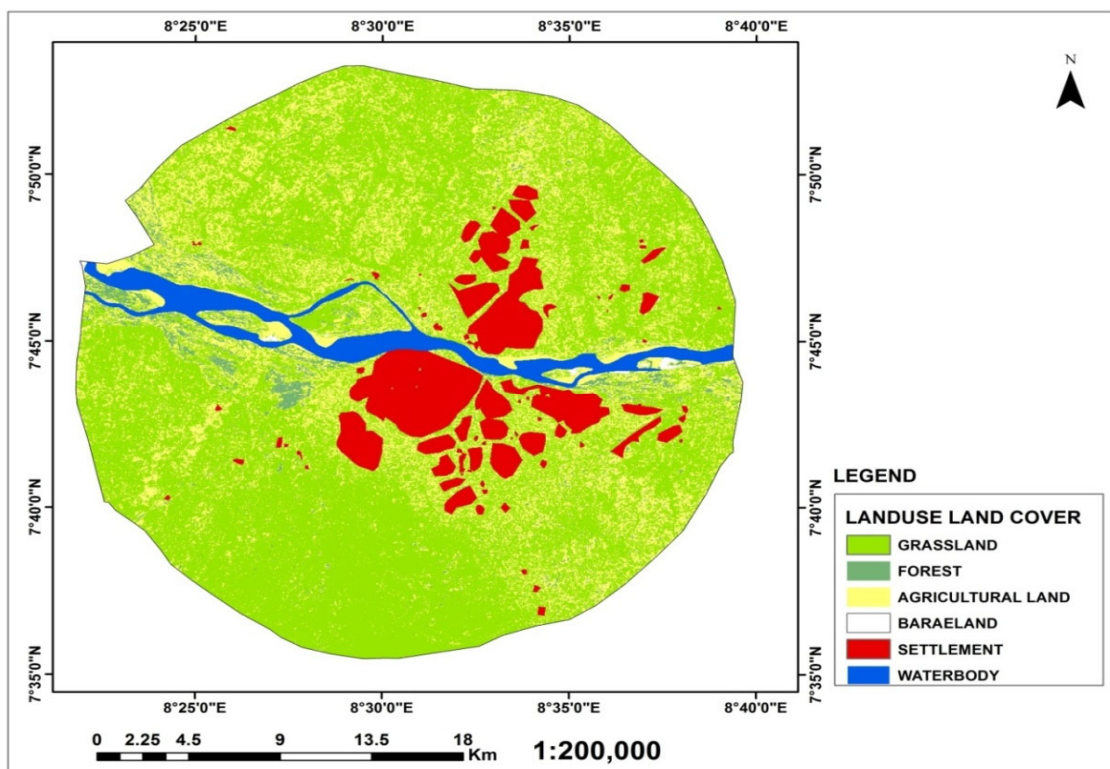 8°25'0"E 8°30'0"E 8°35'0"E 8°40'0"E
N
7°50'0"N 7°50'0"N
7°45'0"N 7°45'0"N
7°40'0"N 7°40'0"N
7°35'0"N 7°35'0"N
LEGEND
LANDUSE LAND COVER
GRASSLAND
FOREST
AGRICULTURAL LAND
BARAELAND
SETTLEMENT
WATERBODY
8°25'0"E 8°30'0"E 8°35'0"E 8°40'0"E
0 2.25 4.5 9 13.5 18
Km
1:200,000